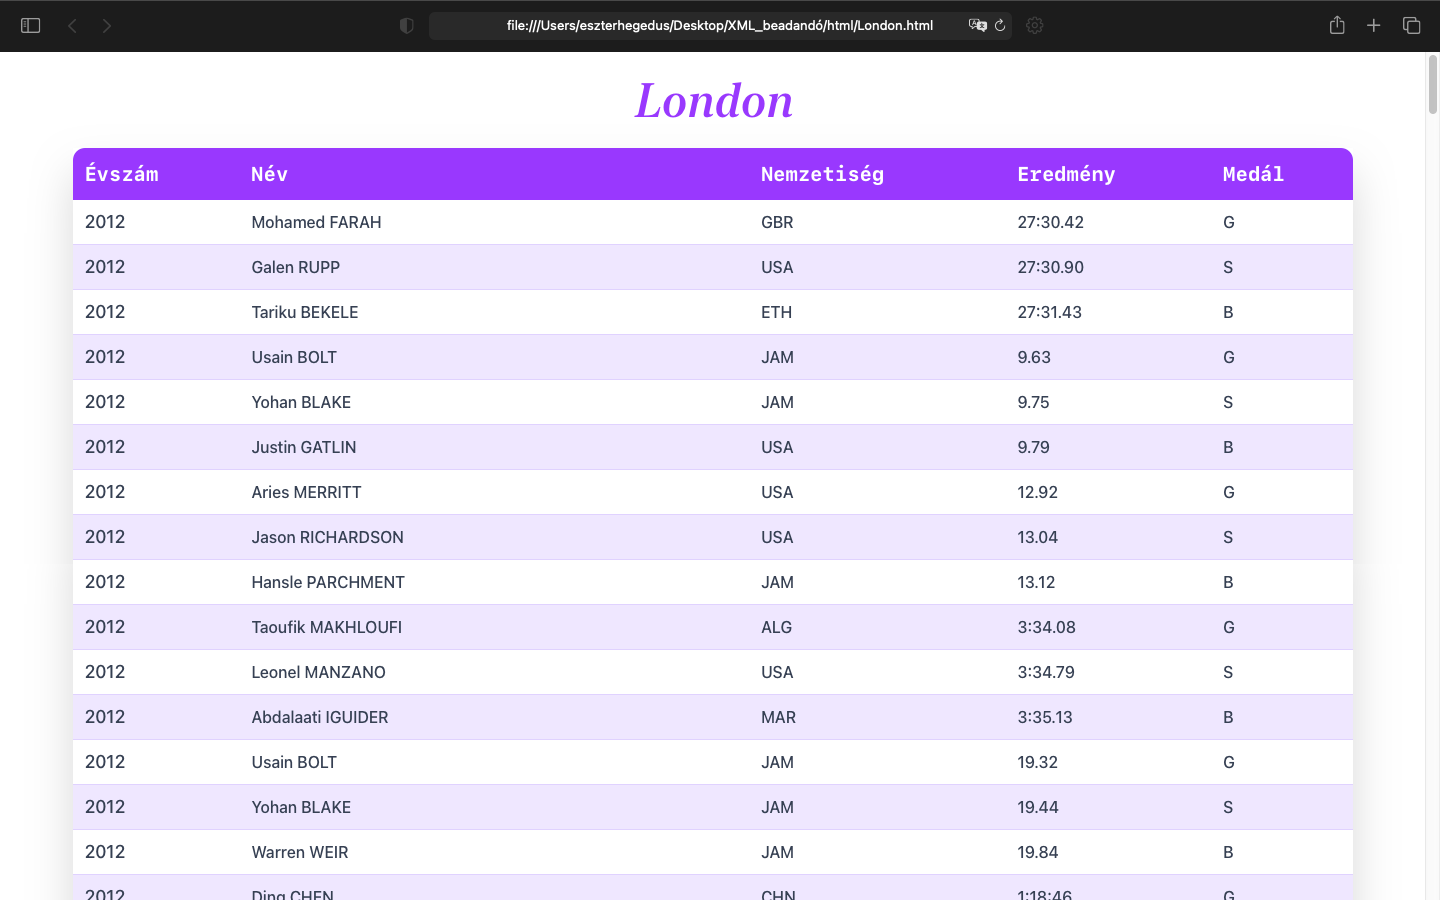 file:///Users/eszterhegedus/Desktop/XML_beadandó/html/London.html
London
Évszám Név Nemzetiség Eredmény Medál
2012 Mohamed FARAH GBR 27:30.42 G
2012 Galen RUPP USA 27:30.90 S
2012 Tariku BEKELE ETH 27:31.43 B
2012 Usain BOLT JAM 9.63 G
2012 Yohan BLAKE JAM 9.75 S
2012 Justin GATLIN USA 9.79 B
2012 Aries MERRITT USA 12.92 G
2012 Jason RICHARDSON USA 13.04 S
2012 Hansle PARCHMENT JAM 13.12 B
2012 Taoufik MAKHLOUFI ALG 3:34.08 G
2012 Leonel MANZANO USA 3:34.79 S
2012 Abdalaati IGUIDER MAR 3:35.13 B
2012 Usain BOLT JAM 19.32 G
2012 Yohan BLAKE JAM 19.44 S
2012 Warren WEIR JAM 19.84 B
2012 Ding CHEN CHN 1:18:46 G